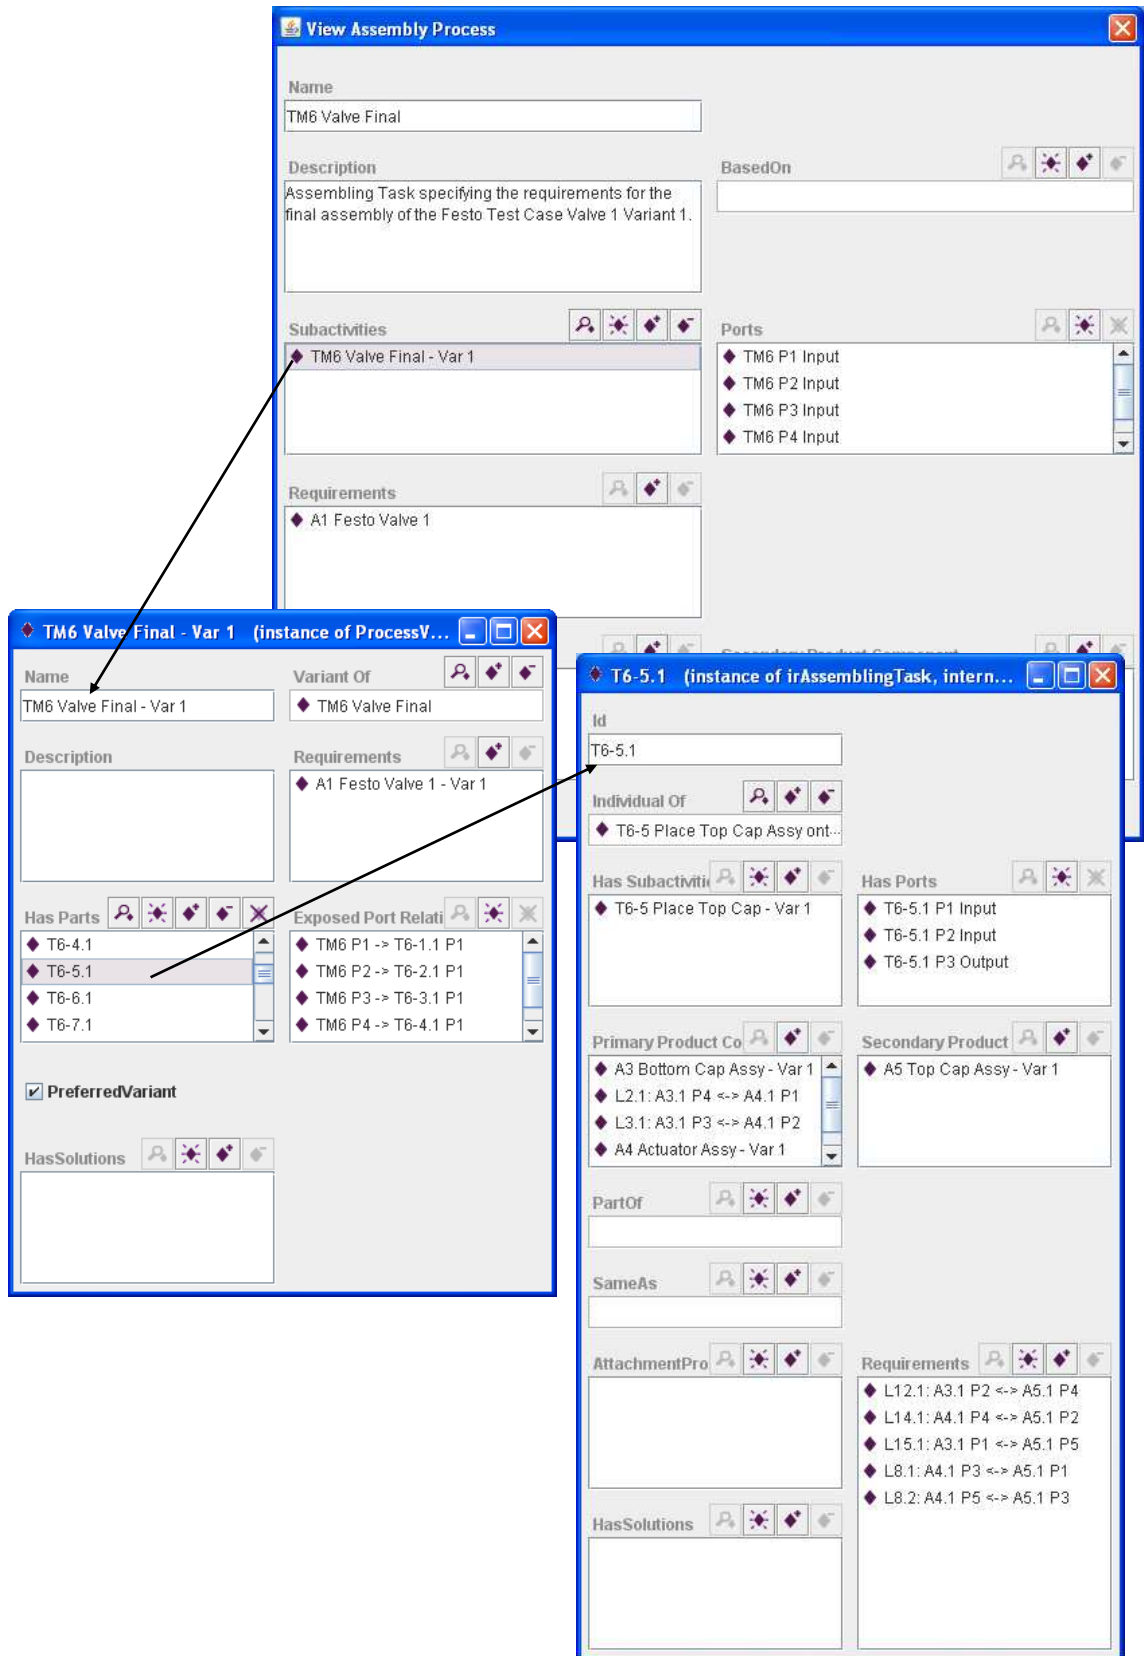 View Assembly Process
Name
TM6 Valve Final
Description
Assembling Task specifying the requirements for the
final assembly of the Festo Test Case Valve 1 Variant 1.
BasedOn
Subactivities
TM6 Valve Final - Var 1
Ports
TM6 P1 Input
TM6 P2 Input
TM6 P3 Input
TM6 P4 Input
Requirements
A1 Festo Valve 1
Secondary Product Component
TM6 Valve Final - Var 1 (instance of ProcessV...
Name
TM6 Valve Final - Var 1
Variant Of
TM6 Valve Final
Description
Requirements
A1 Festo Valve 1 - Var 1
Has Parts
T6-4.1
T6-5.1
T6-6.1
T6-7.1
Exposed Port Relati
TM6 P1 -> T6-1.1 P1
TM6 P2 -> T6-2.1 P1
TM6 P3 -> T6-3.1 P1
TM6 P4 -> T6-4.1 P1
PreferredVariant
HasSolutions
T6-5.1 (instance of irAssemblingTask, intern...
Id
T6-5.1
Individual Of
T6-5 Place Top Cap Assy ont...
Has Subactiviti
T6-5 Place Top Cap - Var 1
Has Ports
T6-5.1 P1 Input
T6-5.1 P2 Input
T6-5.1 P3 Output
Primary Product Co
A3 Bottom Cap Assy - Var 1
L2.1: A3.1 P4 <-> A4.1 P1
L3.1: A3.1 P3 <-> A4.1 P2
A4 Actuator Assy - Var 1
Secondary Product
A5 Top Cap Assy - Var 1
PartOf
SameAs
AttachmentPro
Requirements
L12.1: A3.1 P2 <-> A5.1 P4
L14.1: A4.1 P4 <-> A5.1 P2
L15.1: A3.1 P1 <-> A5.1 P5
L8.1: A4.1 P3 <-> A5.1 P1
L8.2: A4.1 P5 <-> A5.1 P3
HasSolutions